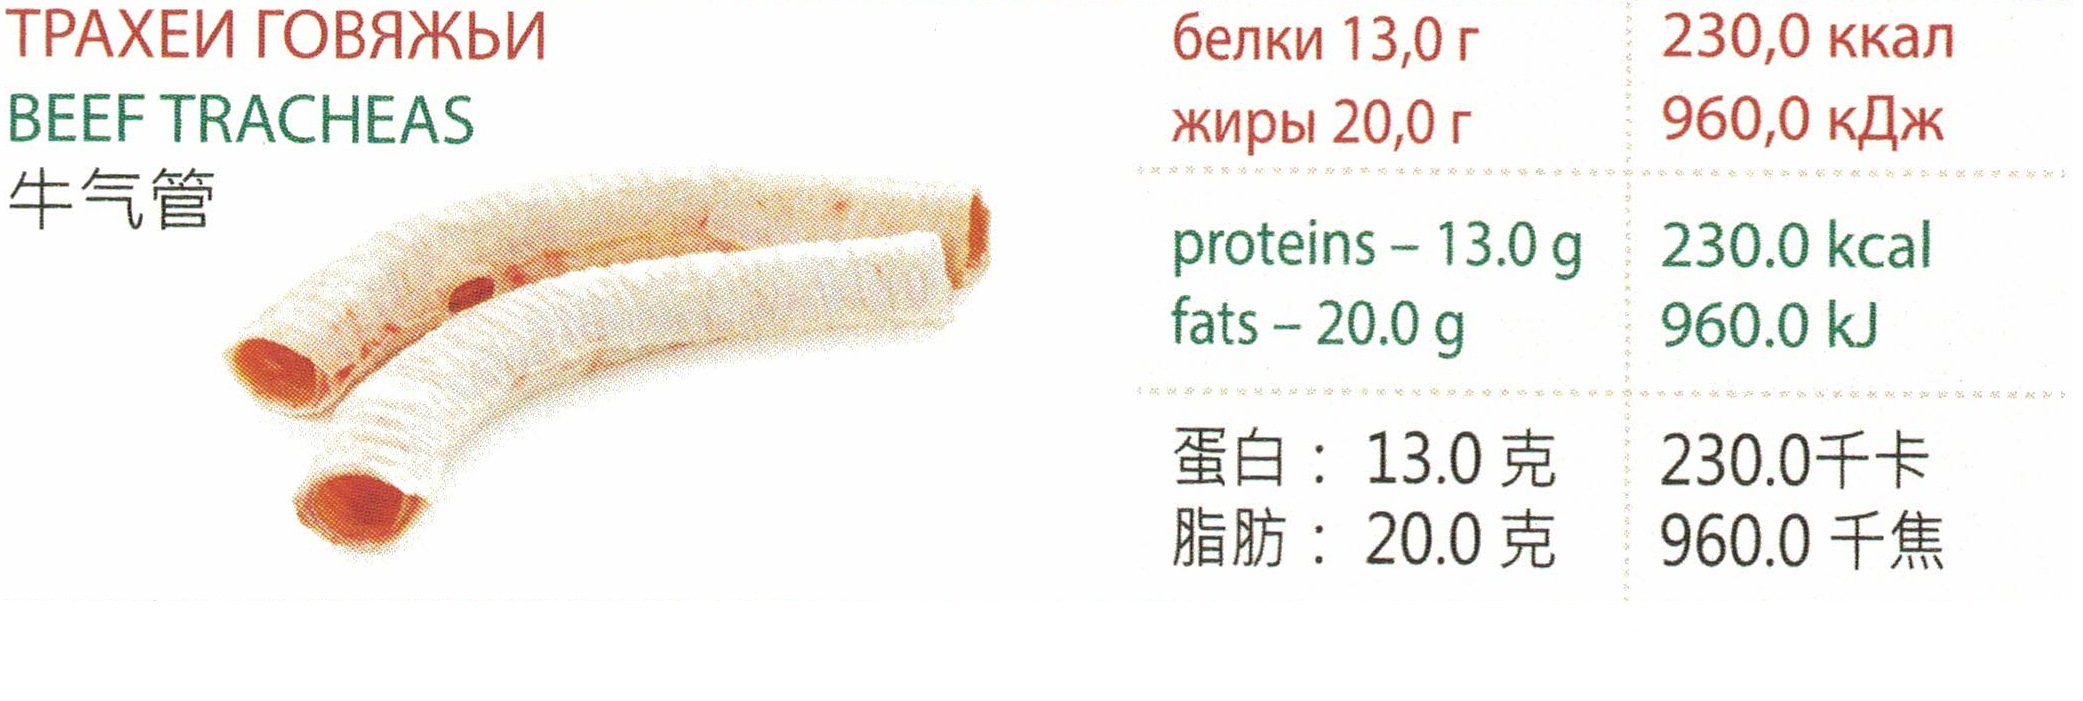 ТРАХЕИ ГОВЯЖЬИ
BEEF TRACHEAS
牛气管
белки 13,0 г
жиры 20,0 г
230,0 ккал
960,0 кДж
proteins – 13.0 g
fats – 20.0 g
230.0 kcal
960.0 kJ
蛋白： 13.0 克
脂肪： 20.0 克
230.0千卡
960.0 千焦